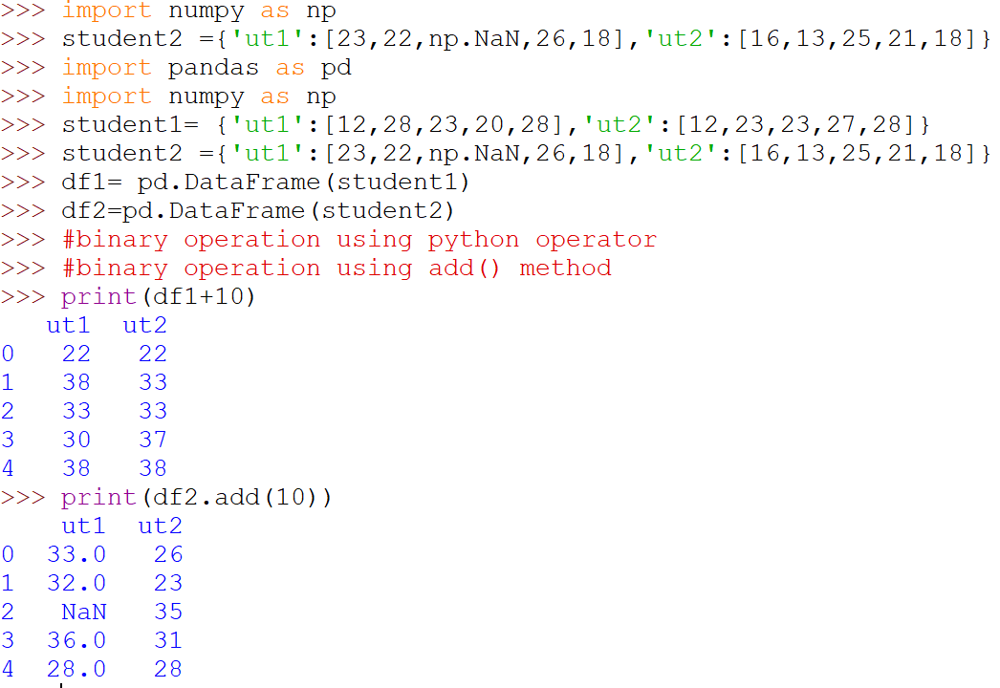 >>> import numpy as np
>>> student2 ={'ut1':[23,22,np.NaN,26,18],'ut2':[16,13,25,21,18]}
>>> import pandas as pd
>>> import numpy as np
>>> student1= {'ut1':[12,28,23,20,28],'ut2':[12,23,23,27,28]}
>>> student2 ={'ut1':[23,22,np.NaN,26,18],'ut2':[16,13,25,21,18]}
>>> df1= pd.DataFrame(student1)
>>> df2=pd.DataFrame(student2)
>>> #binary operation using python operator
>>> #binary operation using add() method
>>> print(df1+10)
   ut1  ut2
0   22   22
1   38   33
2   33   33
3   30   37
4   38   38
>>> print(df2.add(10))
    ut1  ut2
0  33.0   26
1  32.0   23
2   NaN   35
3  36.0   31
4  28.0   28